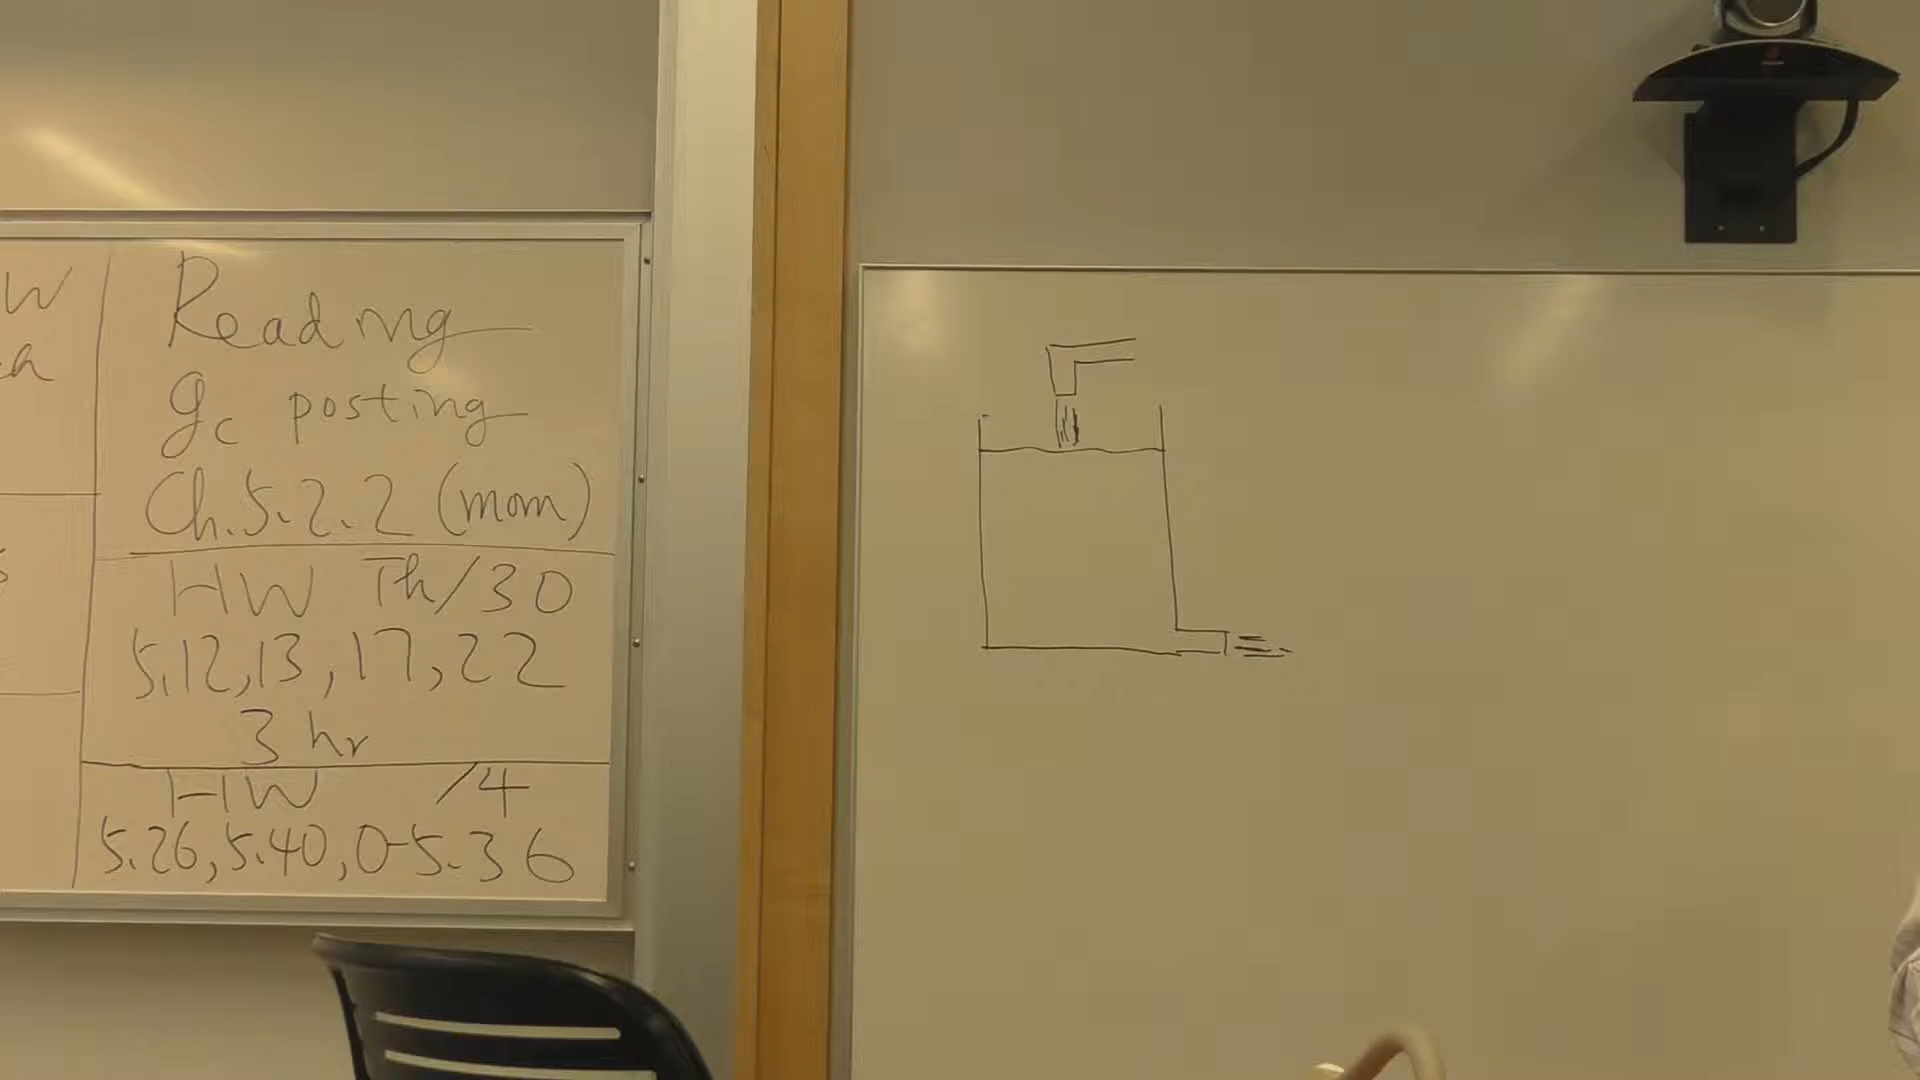 W
Reading
gc posting
Ch.5.2.2 (mom)
HW Th/30
5.12,13,17,22
3 hr
HW /4
5.26,5.40,0-5.36